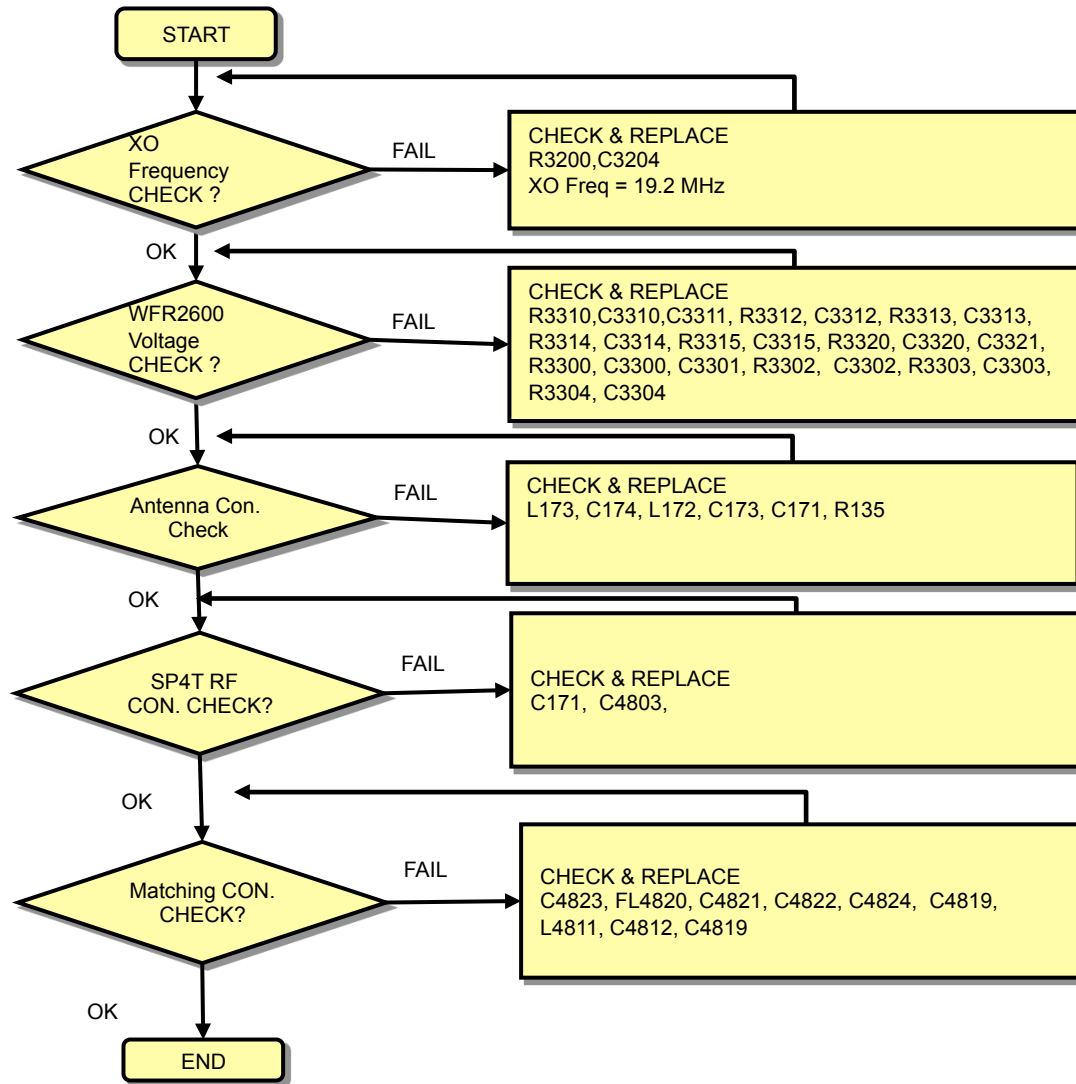 START
XO
Frequency
CHECK ?
FAIL
CHECK & REPLACE
R3200,C3204
XO Freq = 19.2 MHz
OK
WFR2600
Voltage
CHECK ?
FAIL
CHECK & REPLACE
R3310,C3310,C3311, R3312, C3312, R3313, C3313,
R3314, C3314, R3315, C3315, R3320, C3320, C3321,
R3300, C3300, C3301, R3302, C3302, R3303, C3303,
R3304, C3304
OK
Antenna Con.
Check
FAIL
CHECK & REPLACE
L173, C174, L172, C173, C171, R135
OK
SP4T RF
CON. CHECK?
FAIL
CHECK & REPLACE
C171, C4803,
OK
Matching CON.
CHECK?
FAIL
CHECK & REPLACE
C4823, FL4820, C4821, C4822, C4824, C4819,
L4811, C4812, C4819
OK
END